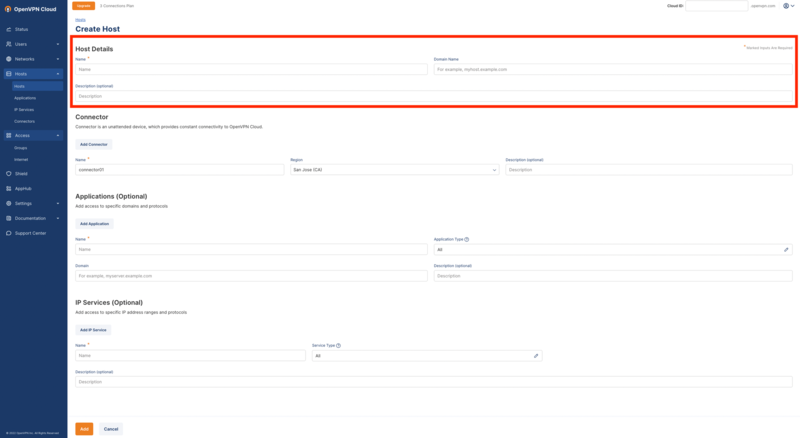 OpenVPN Cloud
Upgrade
3 Connections Plan
Cloud ID:
.openvpn.com
Status
Users
Networks
Hosts
Hosts
Applications
IP Services
Connectors
Access
Groups
Internet
Shield
AppHub
Settings
Documentation
Support Center
© 2022 OpenVPN Inc. All Rights Reserved.
Hosts
Create Host
Host Details
* Marked Inputs Are Required
Name *
Name
Domain Name
For example, myhost.example.com
Description (optional)
Description
Connector
Connector is an unattended device, which provides constant connectivity to OpenVPN Cloud
Add Connector
Name *
connector01
Region
San Jose (CA)
Description (optional)
Description
Applications (Optional)
Add access to specific domains and protocols
Add Application
Name *
Name
Application Type
All
Domain
For example, myservice.example.com
Description (optional)
Description
IP Services (Optional)
Add access to specific IP address ranges and protocols
Add IP Service
Name *
Name
Service Type
All
Description (optional)
Description
Add
Cancel